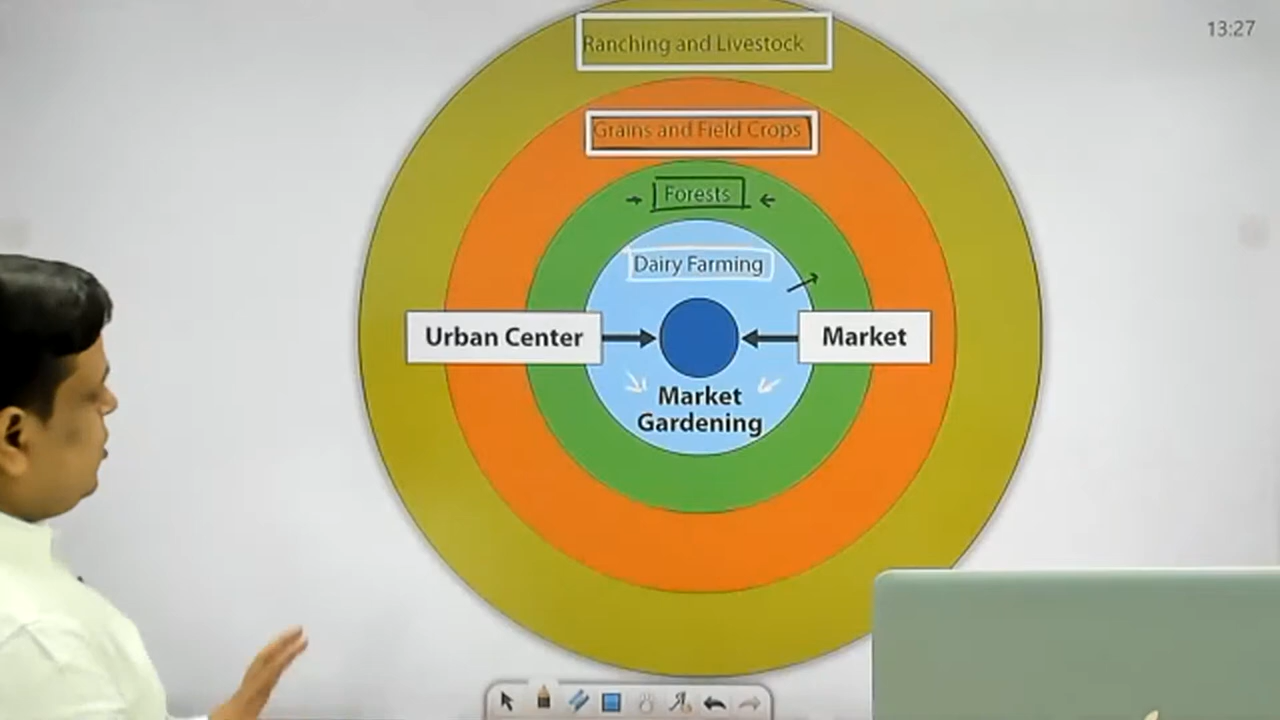 13:27
Ranching and Livestock
Grains and Field Crops
Forests
Dairy Farming
Urban Center
Market
Market
Gardening